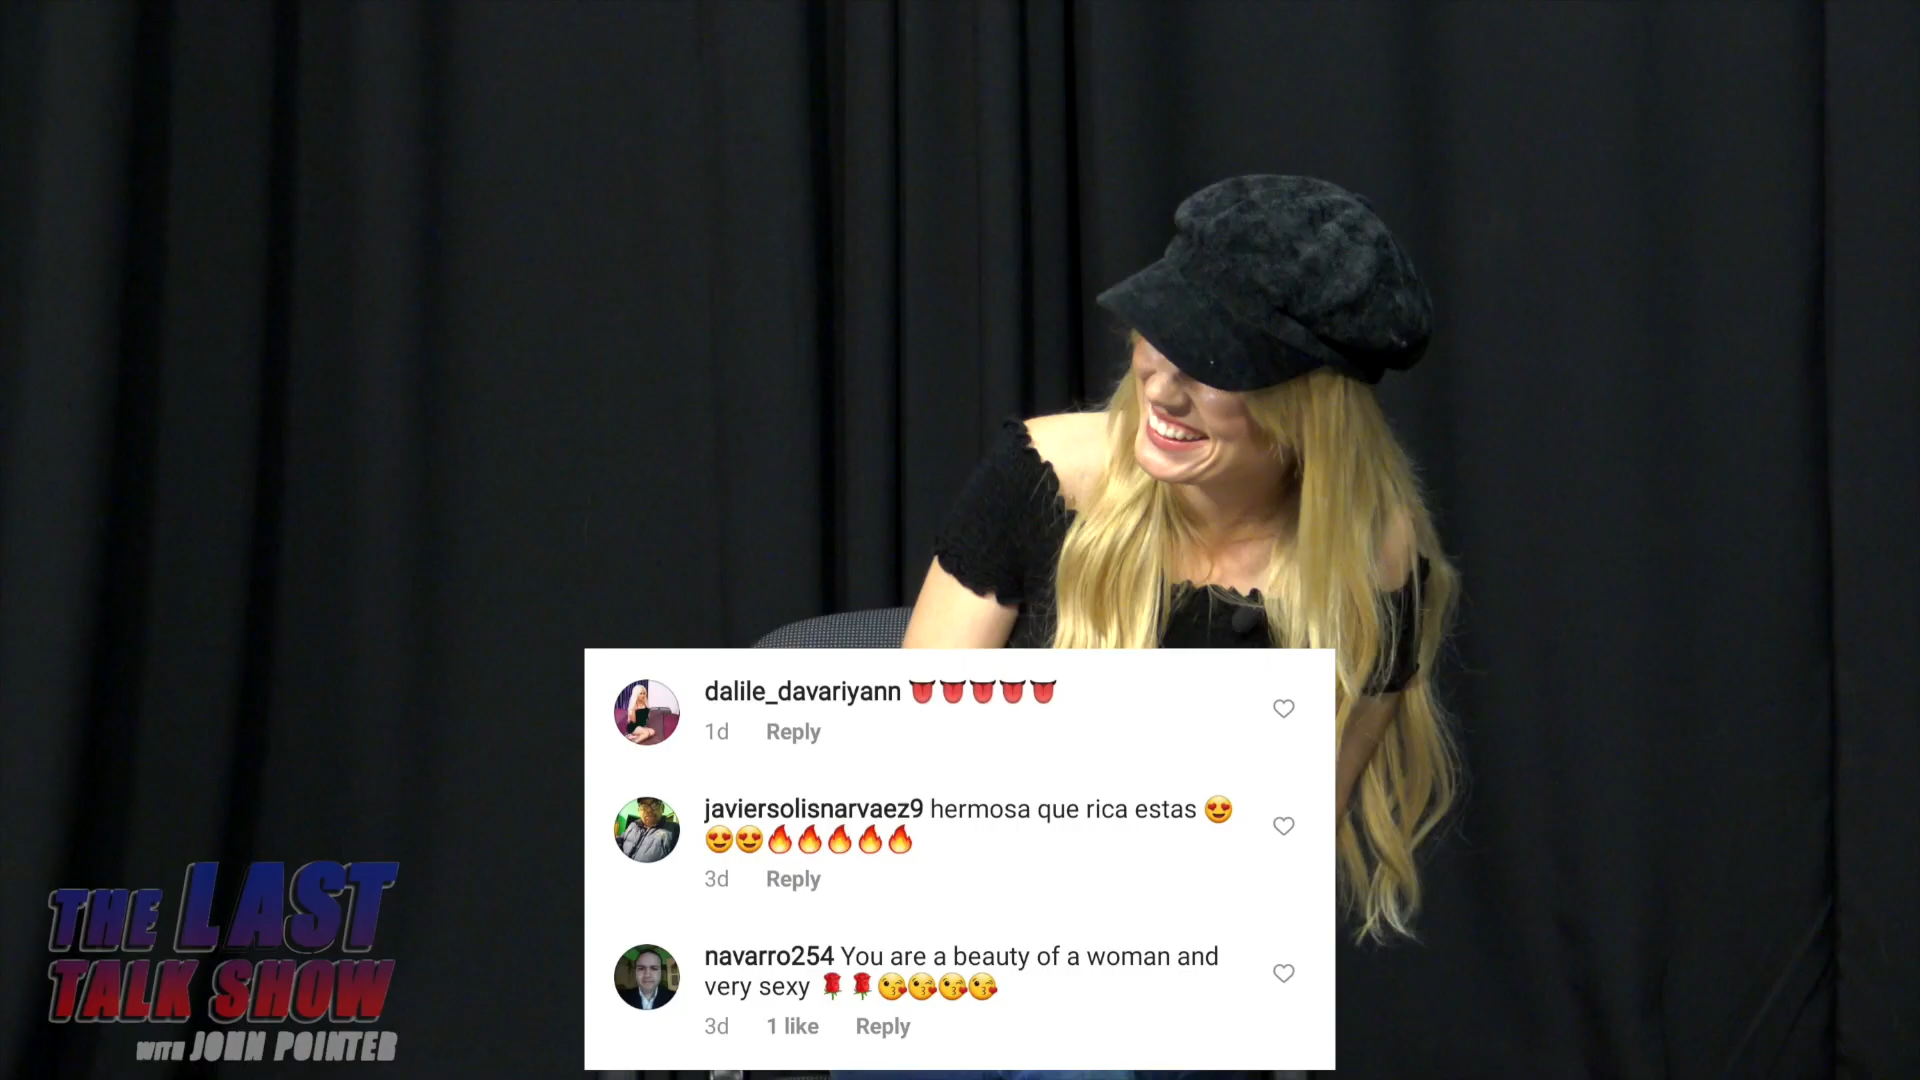 dalile_davariyann 👅👅👅👅👅
1d Reply
javiersolisnarvaez9 hermosa que rica estas 😍
😍😍🔥🔥🔥🔥🔥
3d Reply
navarro254 You are a beauty of a woman and
very sexy 🌹🌹😘😘😘😘
3d 1 like Reply
THE LAST
TALK SHOW
WITH JOHN POINTER